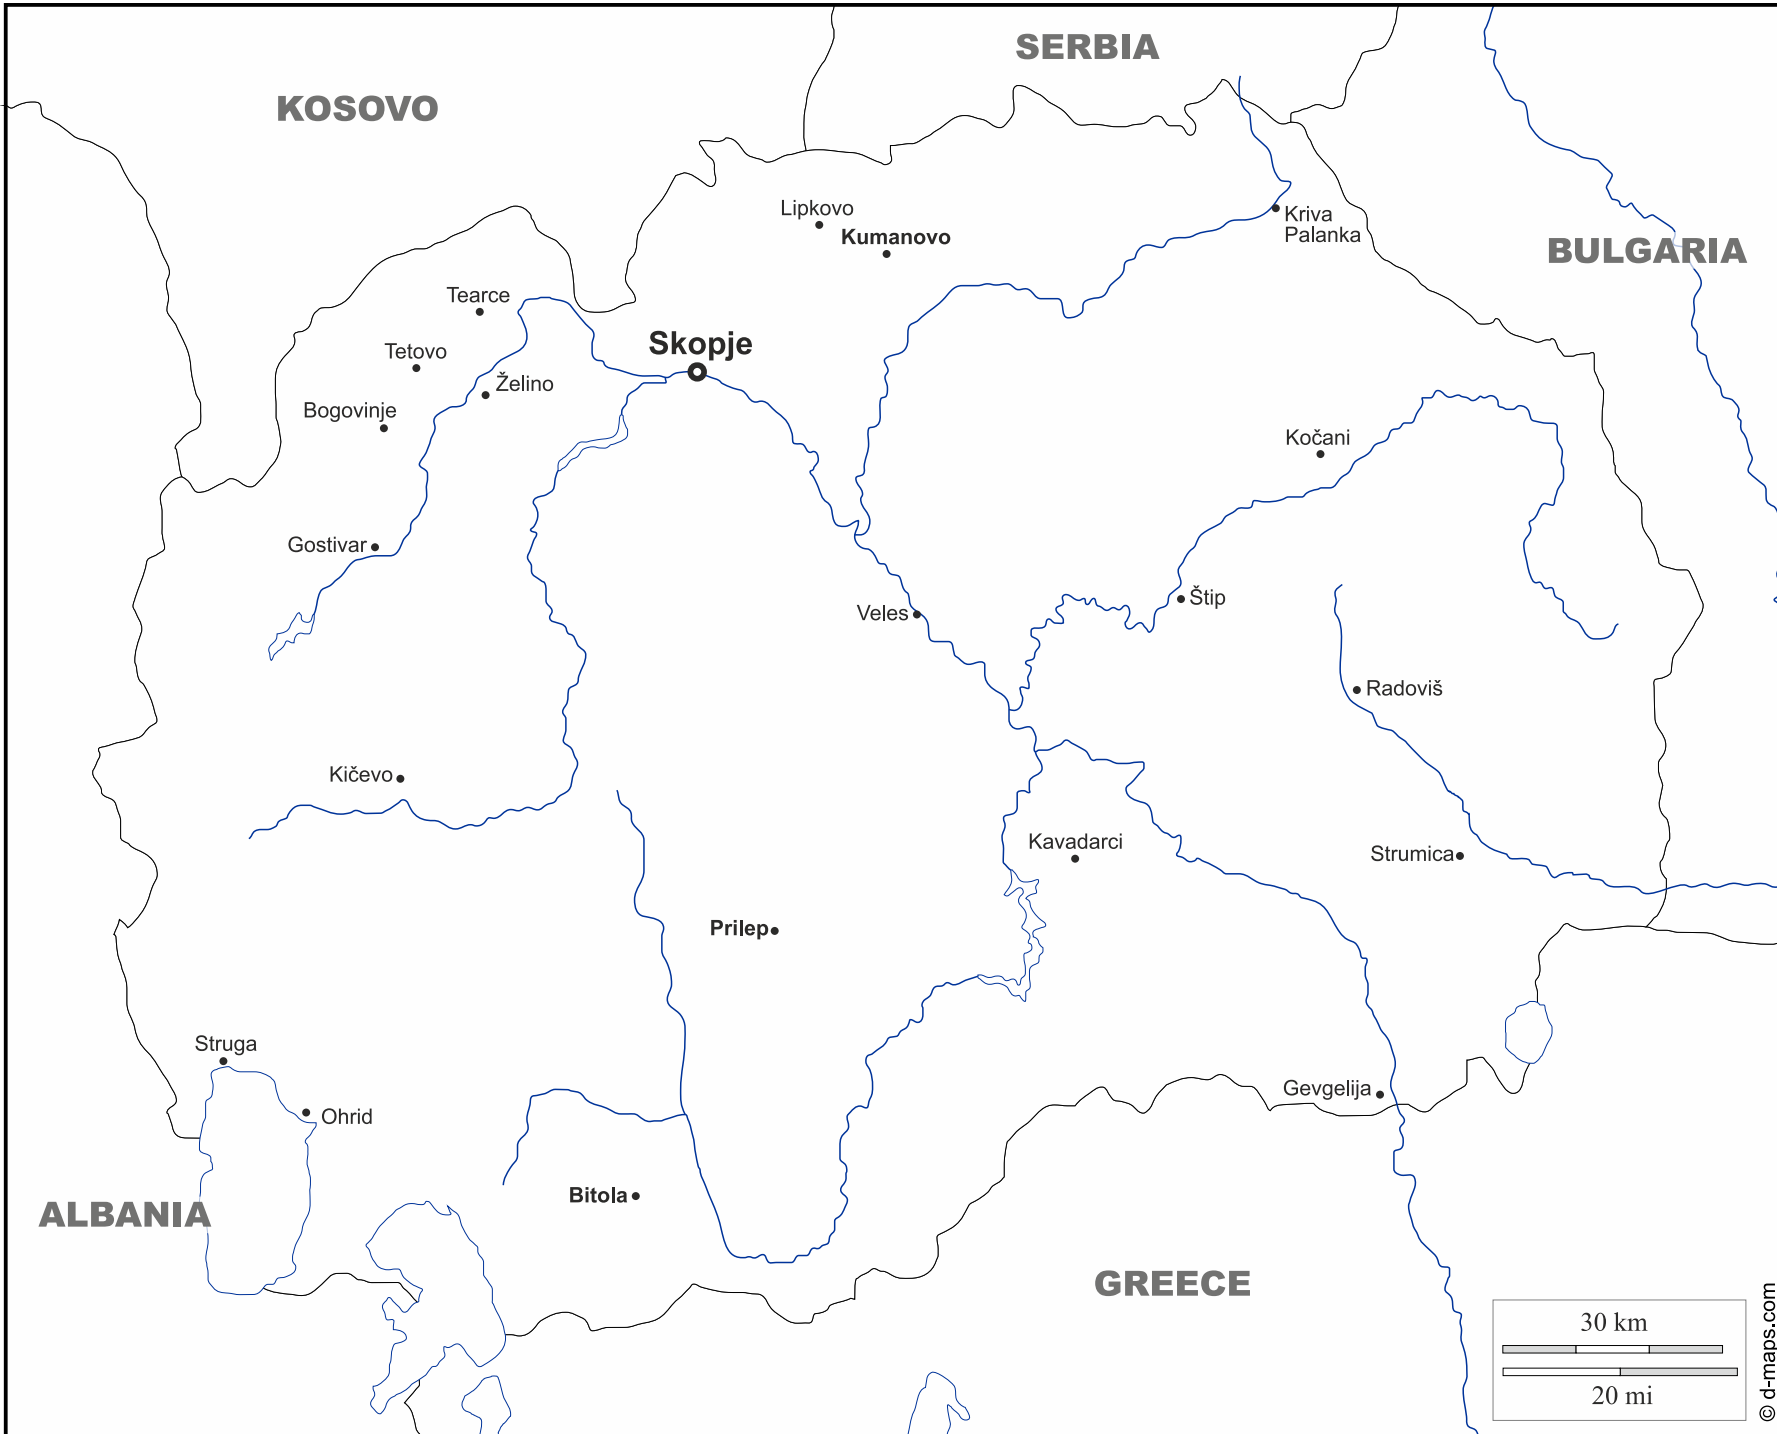 SERBIA
KOSOVO
Lipkovo
Kumanovo
Kriva
Palanka
BULGARIA
Tearce
Skopje
Tetovo
Želino
Bogovinje
Kočani
Gostivar
Štip
Veles
Radoviš
Kičevo
Kavadarci
Strumica
Prilep
Struga
Gevgelija
Ohrid
Bitola
ALBANIA
GREECE
30 km
20 mi
© d-maps.com